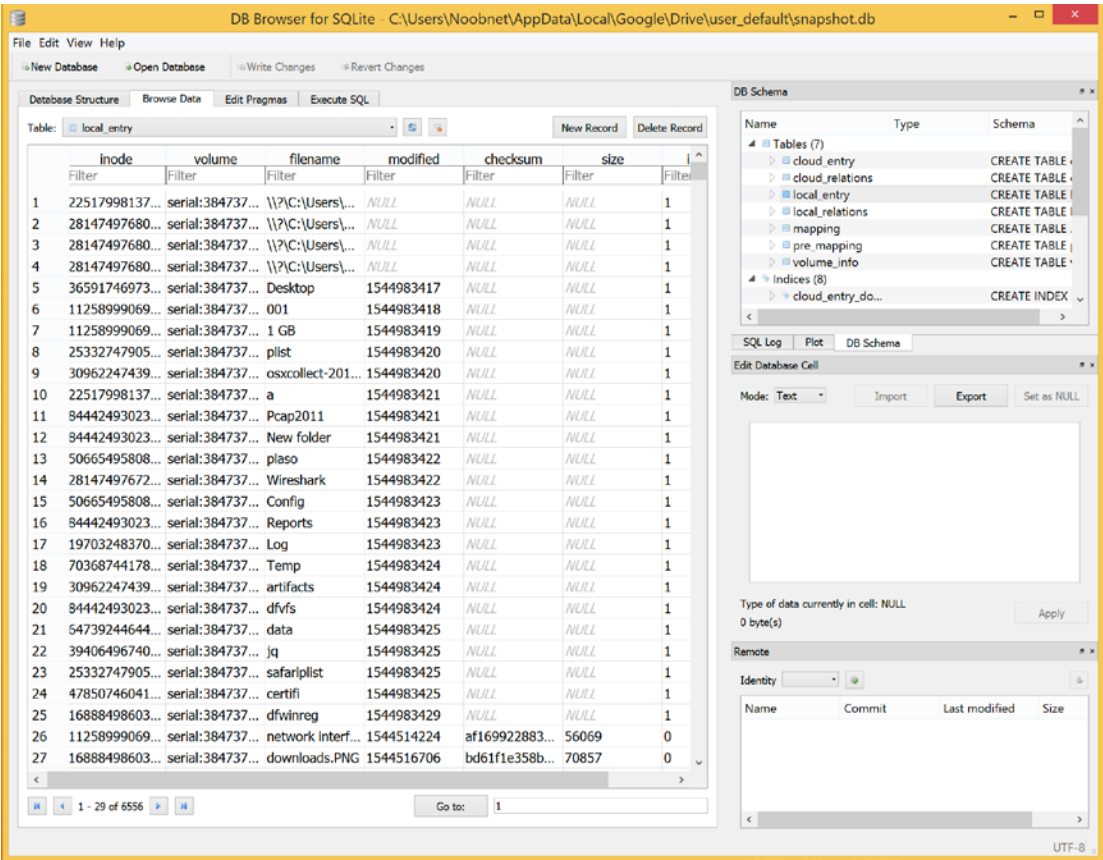 DB Browser for SQLite - C:\Users\Noobnet\AppData\Local\Google\Drive\user_default\snapshot.db
File Edit View Help
New Database Open Database Write Changes Revert Changes
Database Structure Browse Data Edit Pragmas Execute SQL
Table: local_entry New Record Delete Record
inode volume filename modified checksum size i
Filter Filter Filter Filter Filter Filter Filter
1 22517998137... serial:384737... \\?\C:\Users\... NULL NULL NULL 1
2 28147497680... serial:384737... \\?\C:\Users\... NULL NULL NULL 1
3 28147497680... serial:384737... \\?\C:\Users\... NULL NULL NULL 1
4 28147497680... serial:384737... \\?\C:\Users\... NULL NULL NULL 1
5 36591746973... serial:384737... Desktop 1544983417 NULL NULL 1
6 11258999069... serial:384737... 001 1544983418 NULL NULL 1
7 11258999069... serial:384737... 1 GB 1544983419 NULL NULL 1
8 25332747905... serial:384737... plist 1544983420 NULL NULL 1
9 30962247439... serial:384737... osxcollect-201... 1544983420 NULL NULL 1
10 22517998137... serial:384737... a 1544983421 NULL NULL 1
11 84442493023... serial:384737... Pcap2011 1544983421 NULL NULL 1
12 84442493023... serial:384737... New folder 1544983421 NULL NULL 1
13 50665495808... serial:384737... plaso 1544983422 NULL NULL 1
14 28147497672... serial:384737... Wireshark 1544983422 NULL NULL 1
15 50665495808... serial:384737... Config 1544983423 NULL NULL 1
16 84442493023... serial:384737... Reports 1544983423 NULL NULL 1
17 19703248370... serial:384737... Log 1544983423 NULL NULL 1
18 70368744178... serial:384737... Temp 1544983424 NULL NULL 1
19 30962247439... serial:384737... artifacts 1544983424 NULL NULL 1
20 84442493023... serial:384737... dfvfs 1544983424 NULL NULL 1
21 64739244644... serial:384737... data 1544983425 NULL NULL 1
22 39406496740... serial:384737... jq 1544983425 NULL NULL 1
23 25332747905... serial:384737... safariplist 1544983425 NULL NULL 1
24 47850746041... serial:384737... certifi 1544983425 NULL NULL 1
25 16888498603... serial:384737... dfwinreg 1544983429 NULL NULL 1
26 11258999069... serial:384737... network interf... 1544514224 af169922883... 56069 0
27 16888498603... serial:384737... downloads.PNG 1544516706 bd61f1e358b... 70857 0
1 - 29 of 6556 Go to: 1
DB Schema
Name Type Schema
Tables (7)
cloud_entry CREATE TABLE
cloud_relations CREATE TABLE
local_entry CREATE TABLE
local_relations CREATE TABLE
mapping CREATE TABLE
pre_mapping CREATE TABLE
volume_info CREATE TABLE
Indices (8)
cloud_entry_do... CREATE INDEX
SQL Log Plot DB Schema
Edit Database Cell
Mode: Text Import Export Set as NULL
Type of data currently in cell: NULL
0 byte(s)
Apply
Remote
Identity
Name Commit Last modified Size
UTF-8